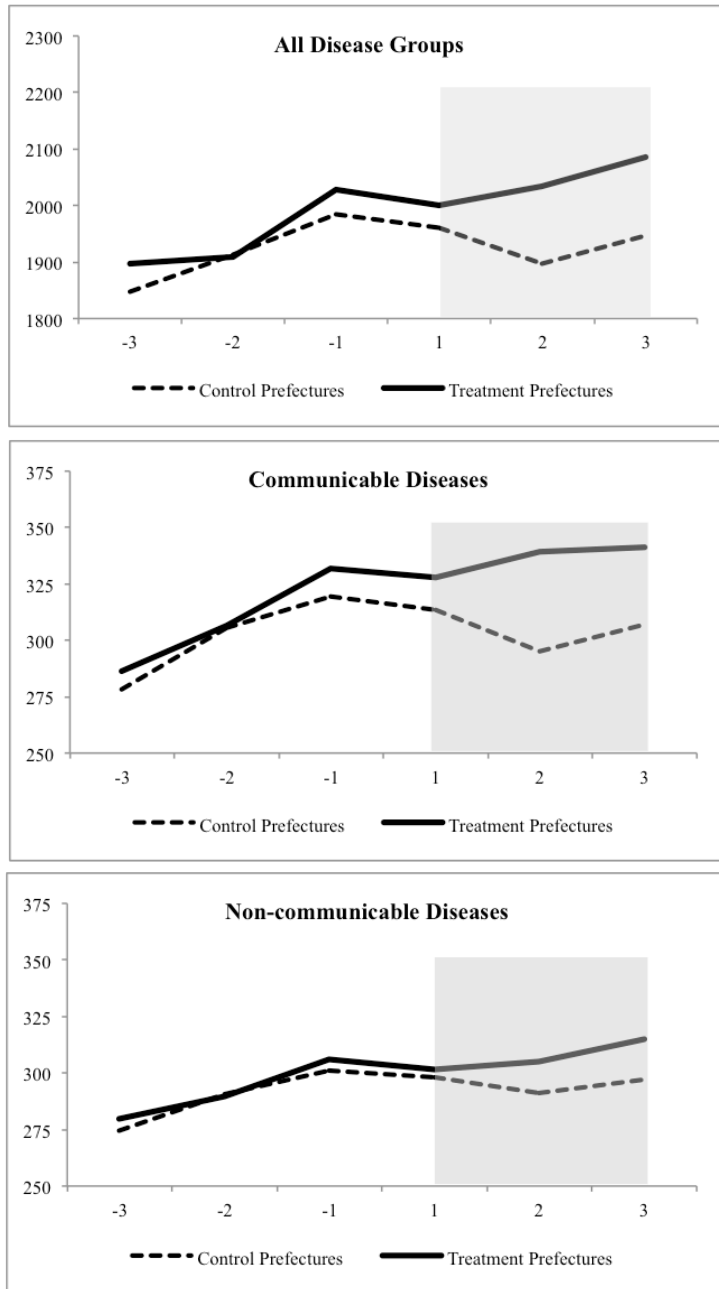 All Disease Groups
2300
2200
2100
2000
1900
1800
-3 -2 -1 1 2 3
Control Prefectures Treatment Prefectures
Communicable Diseases
375
350
325
300
275
250
-3 -2 -1 1 2 3
Control Prefectures Treatment Prefectures
Non-communicable Diseases
375
350
325
300
275
250
-3 -2 -1 1 2 3
Control Prefectures Treatment Prefectures